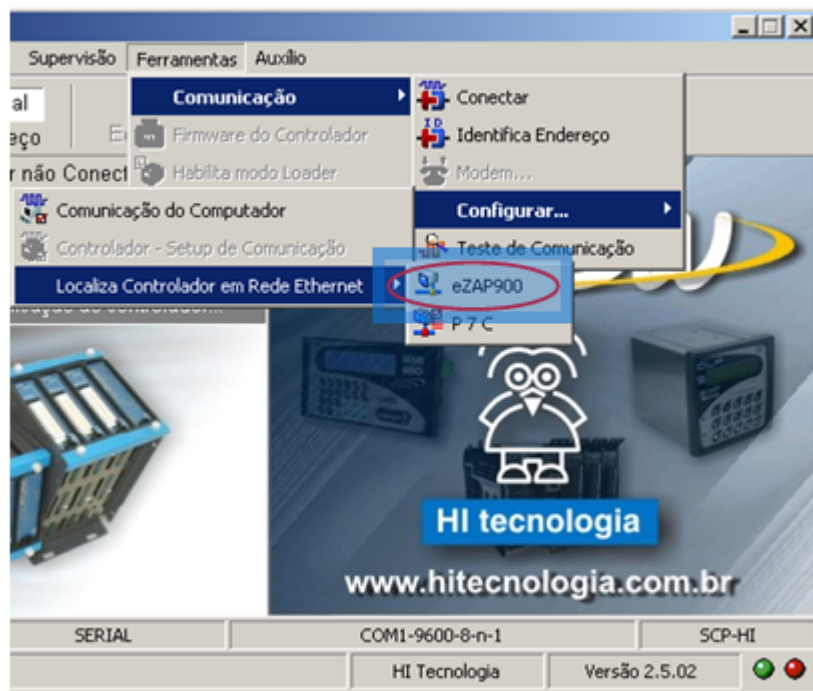 Supervisão Ferramentas Auxílio
al
Comunicação
Conectar
eço
Firmware do Controlador
Identifica Endereço
r não Conect
Habilita modo Loader
Modem...
Comunicação do Computador
Configurar...
Controlador - Setup de Comunicação
Teste de Comunicação
Localiza Controlador em Rede Ethernet
eZAP900
P 7 C
HI tecnologia
www.hitecnologia.com.br
SERIAL COM1-9600-8-n-1 SCP-HI
HI Tecnologia Versão 2.5.02